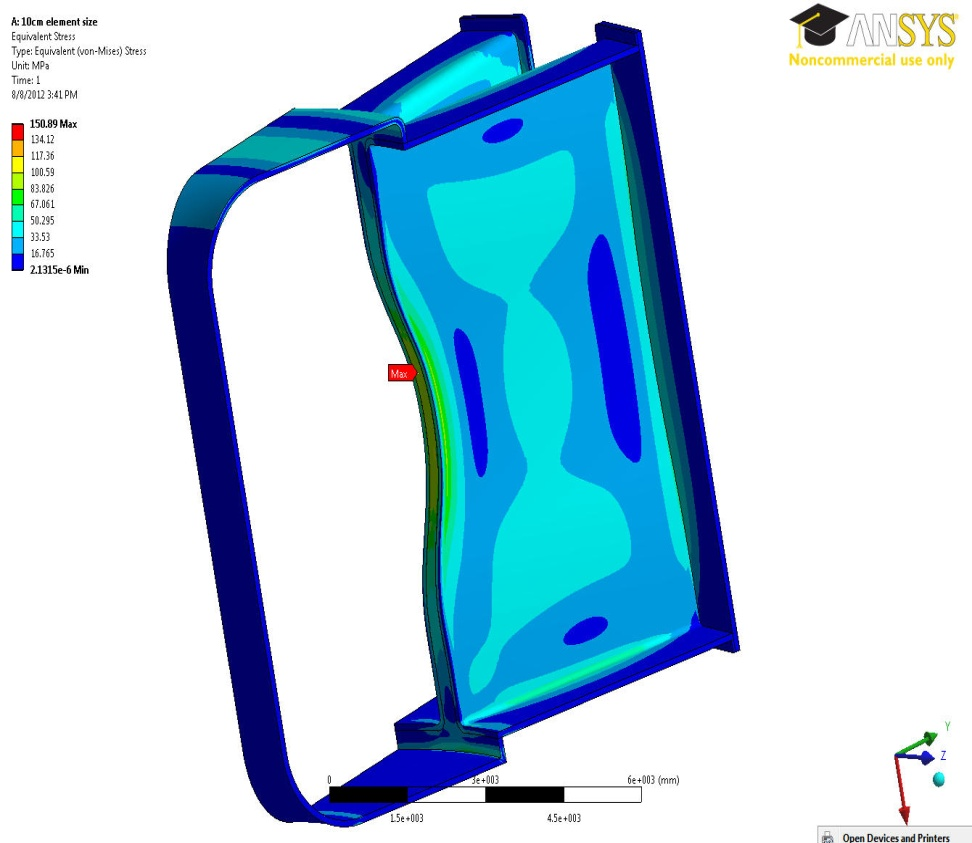 A: 10cm element size
Equivalent Stress
Type: Equivalent (von-Mises) Stress
Unit: MPa
Time: 1
8/8/2012 3:41 PM
150.89 Max
134.12
117.36
100.59
83.826
67.061
50.295
33.53
16.765
2.1315e-6 Min
ANSYS
Noncommercial use only
Max
0
3e+003
6e+003 (mm)
1.5e+003
4.5e+003
Y
Z
Open Devices and Printers